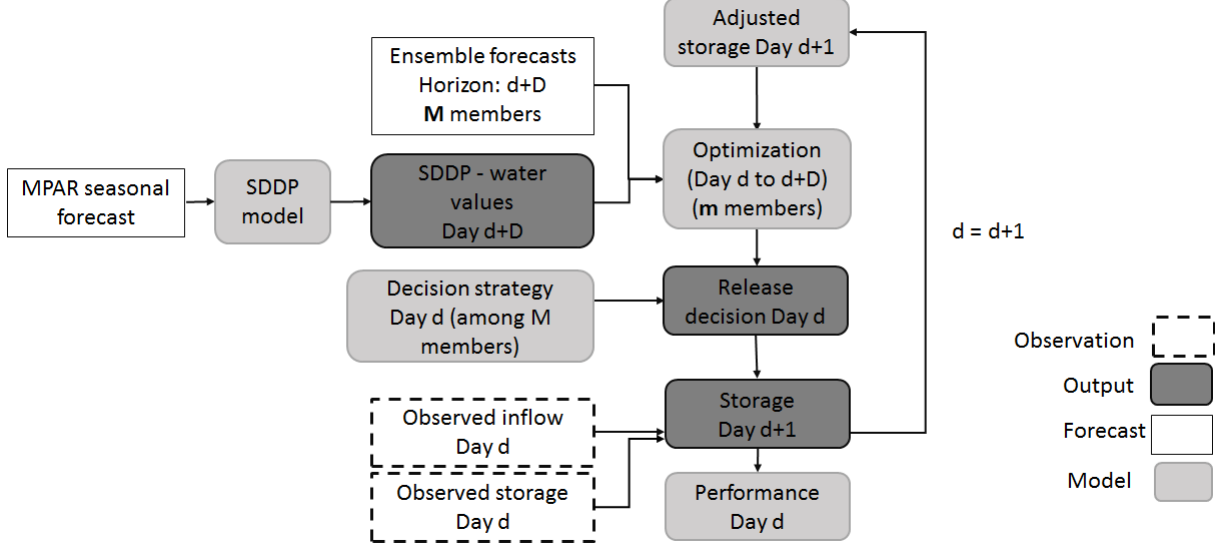 Adjusted
storage Day d+1
Ensemble forecasts
Horizon: d+D
M members
MPAR seasonal
forecast
SDDP
model
SDDP - water
values
Day d+D
Optimization
(Day d to d+D)
(m members)
d = d+1
Decision strategy
Day d (among M
members)
Release
decision Day d
Observed inflow
Day d
Storage
Day d+1
Observed storage
Day d
Performance
Day d
Observation
Output
Forecast
Model